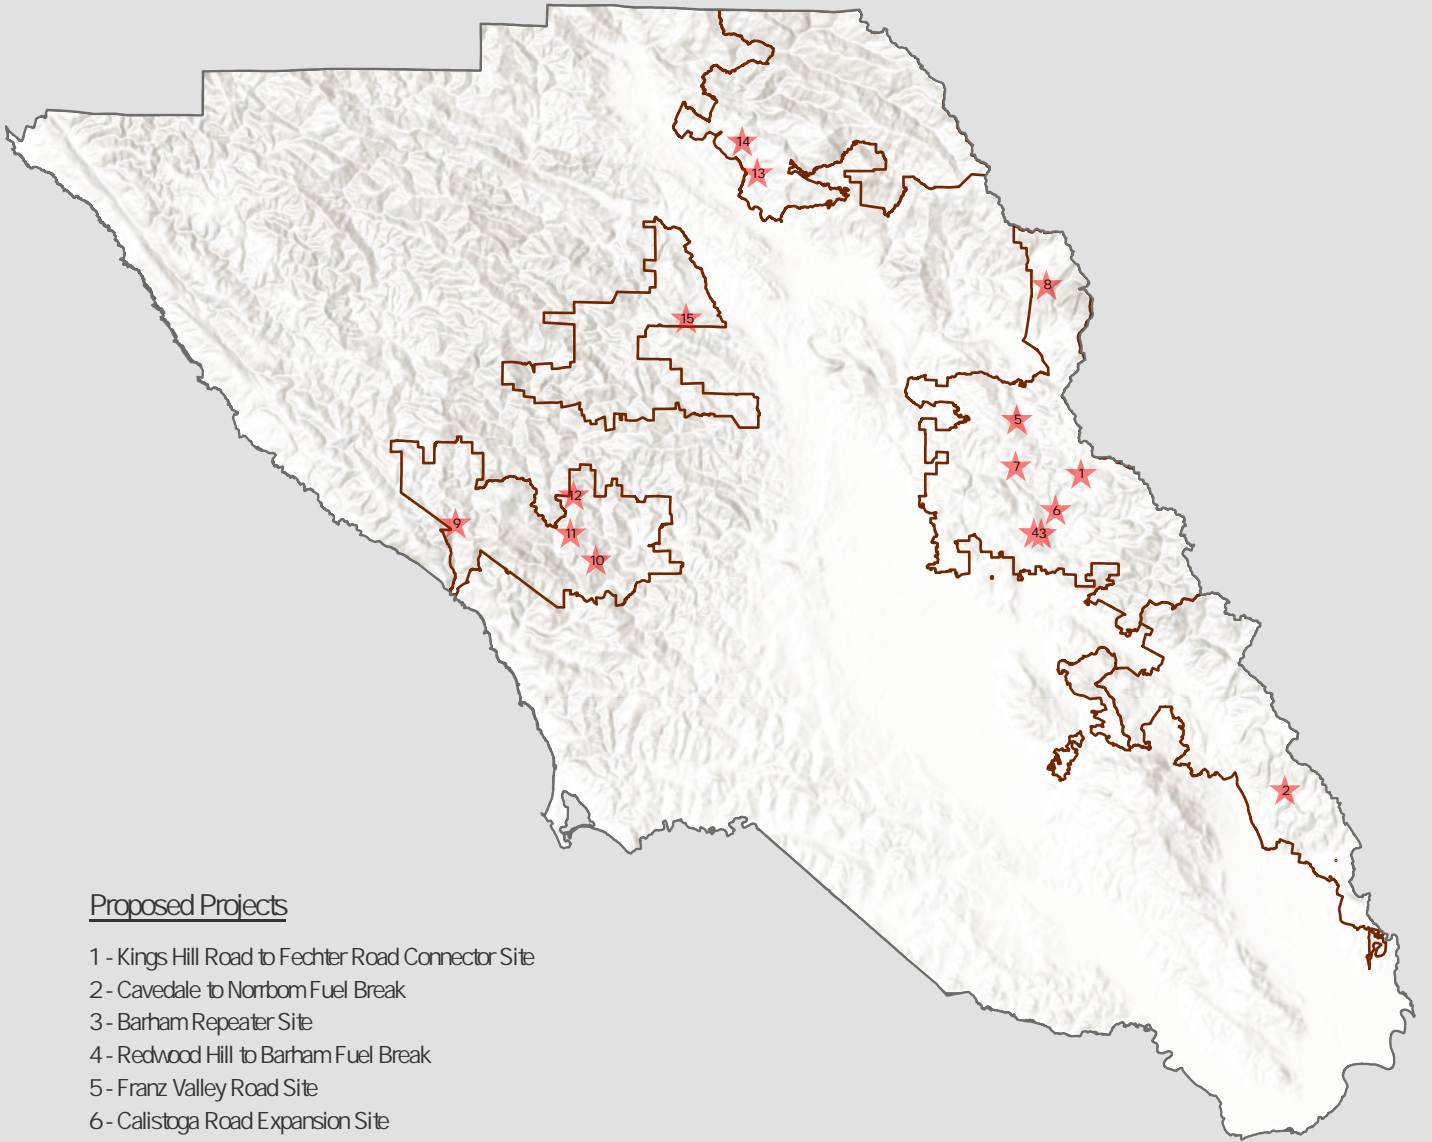 14
13
8
15
5
7
1
12
6
9
11
4
3
10
2
Proposed Projects
1 - Kings Hill Road to Fechter Road Connector Site
2 - Cavedale to Norrbom Fuel Break
3 - Barham Repeater Site
4 - Redwood Hill to Barham Fuel Break
5 - Franz Valley Road Site
6 - Calistoga Road Expansion Site